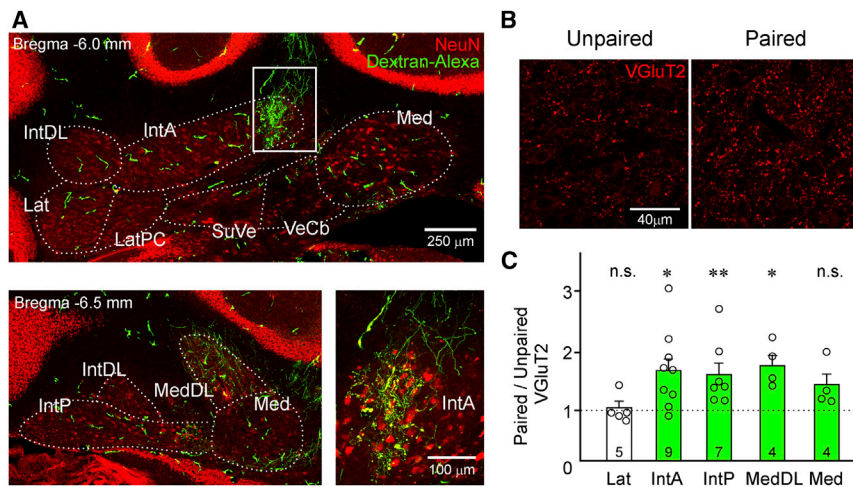 A
Bregma -6.0 mm
NeuN
Dextran-Alexa
IntDL
IntA
Med
Lat
LatPC
SuVe
VeCb
250 µm
Bregma -6.5 mm
IntDL
IntP
MedDL
Med
IntA
100 µm
B
Unpaired
Paired
VGluT2
40µm
C
Paired / Unpaired
VGluT2
3
2
1
0
n.s.
*
**
*
n.s.
5
9
7
4
4
Lat
IntA
IntP
MedDL
Med